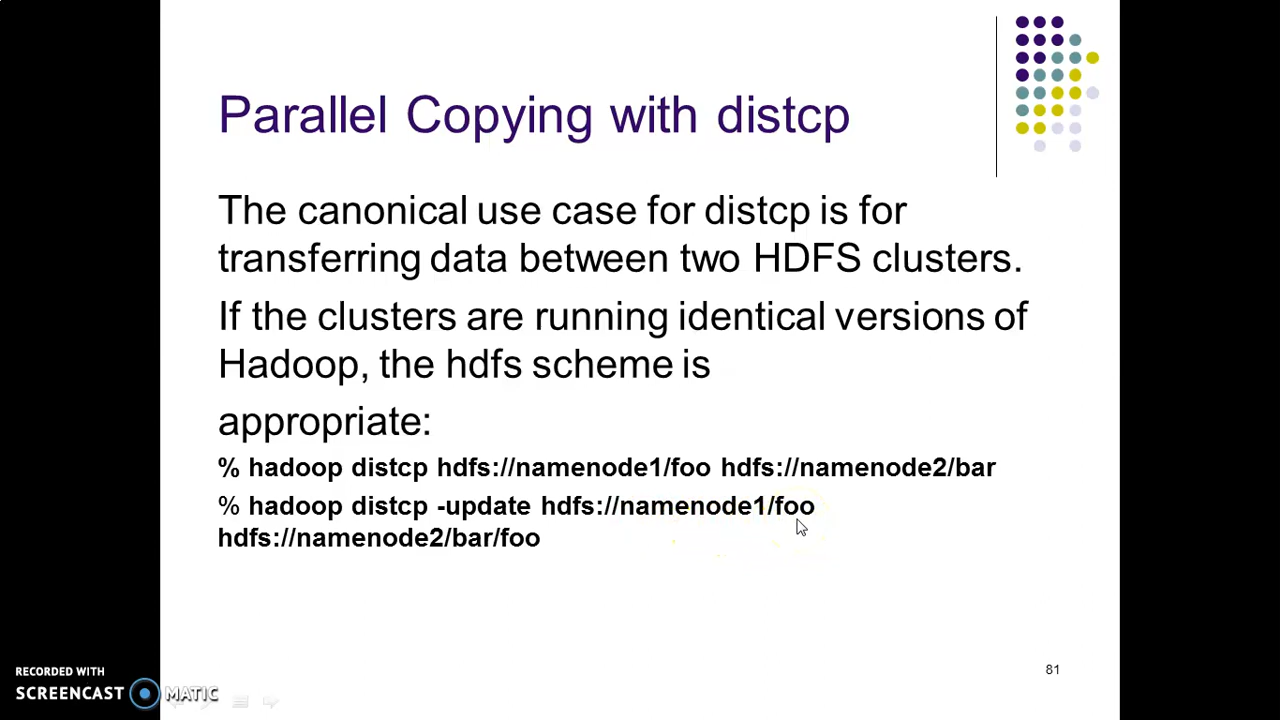 Parallel Copying with distcp
The canonical use case for distcp is for
transferring data between two HDFS clusters.
If the clusters are running identical versions of
Hadoop, the hdfs scheme is
appropriate:
% hadoop distcp hdfs://namenode1/foo hdfs://namenode2/bar
% hadoop distcp -update hdfs://namenode1/foo
hdfs://namenode2/bar/foo
81
RECORDED WITH
SCREENCAST MATIC